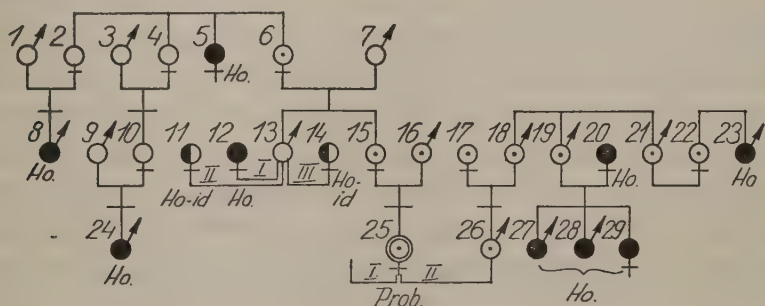 1 2 3 4 5 6 7
Ho.
8 9 10 11 12 13 14 15 16 17 18 19 20 21 22 23
II I III
Ho. Ho-id Ho. Ho-id Ho. Ho
24 25 26 27 28 29
Ho. I II Ho.
Prob.